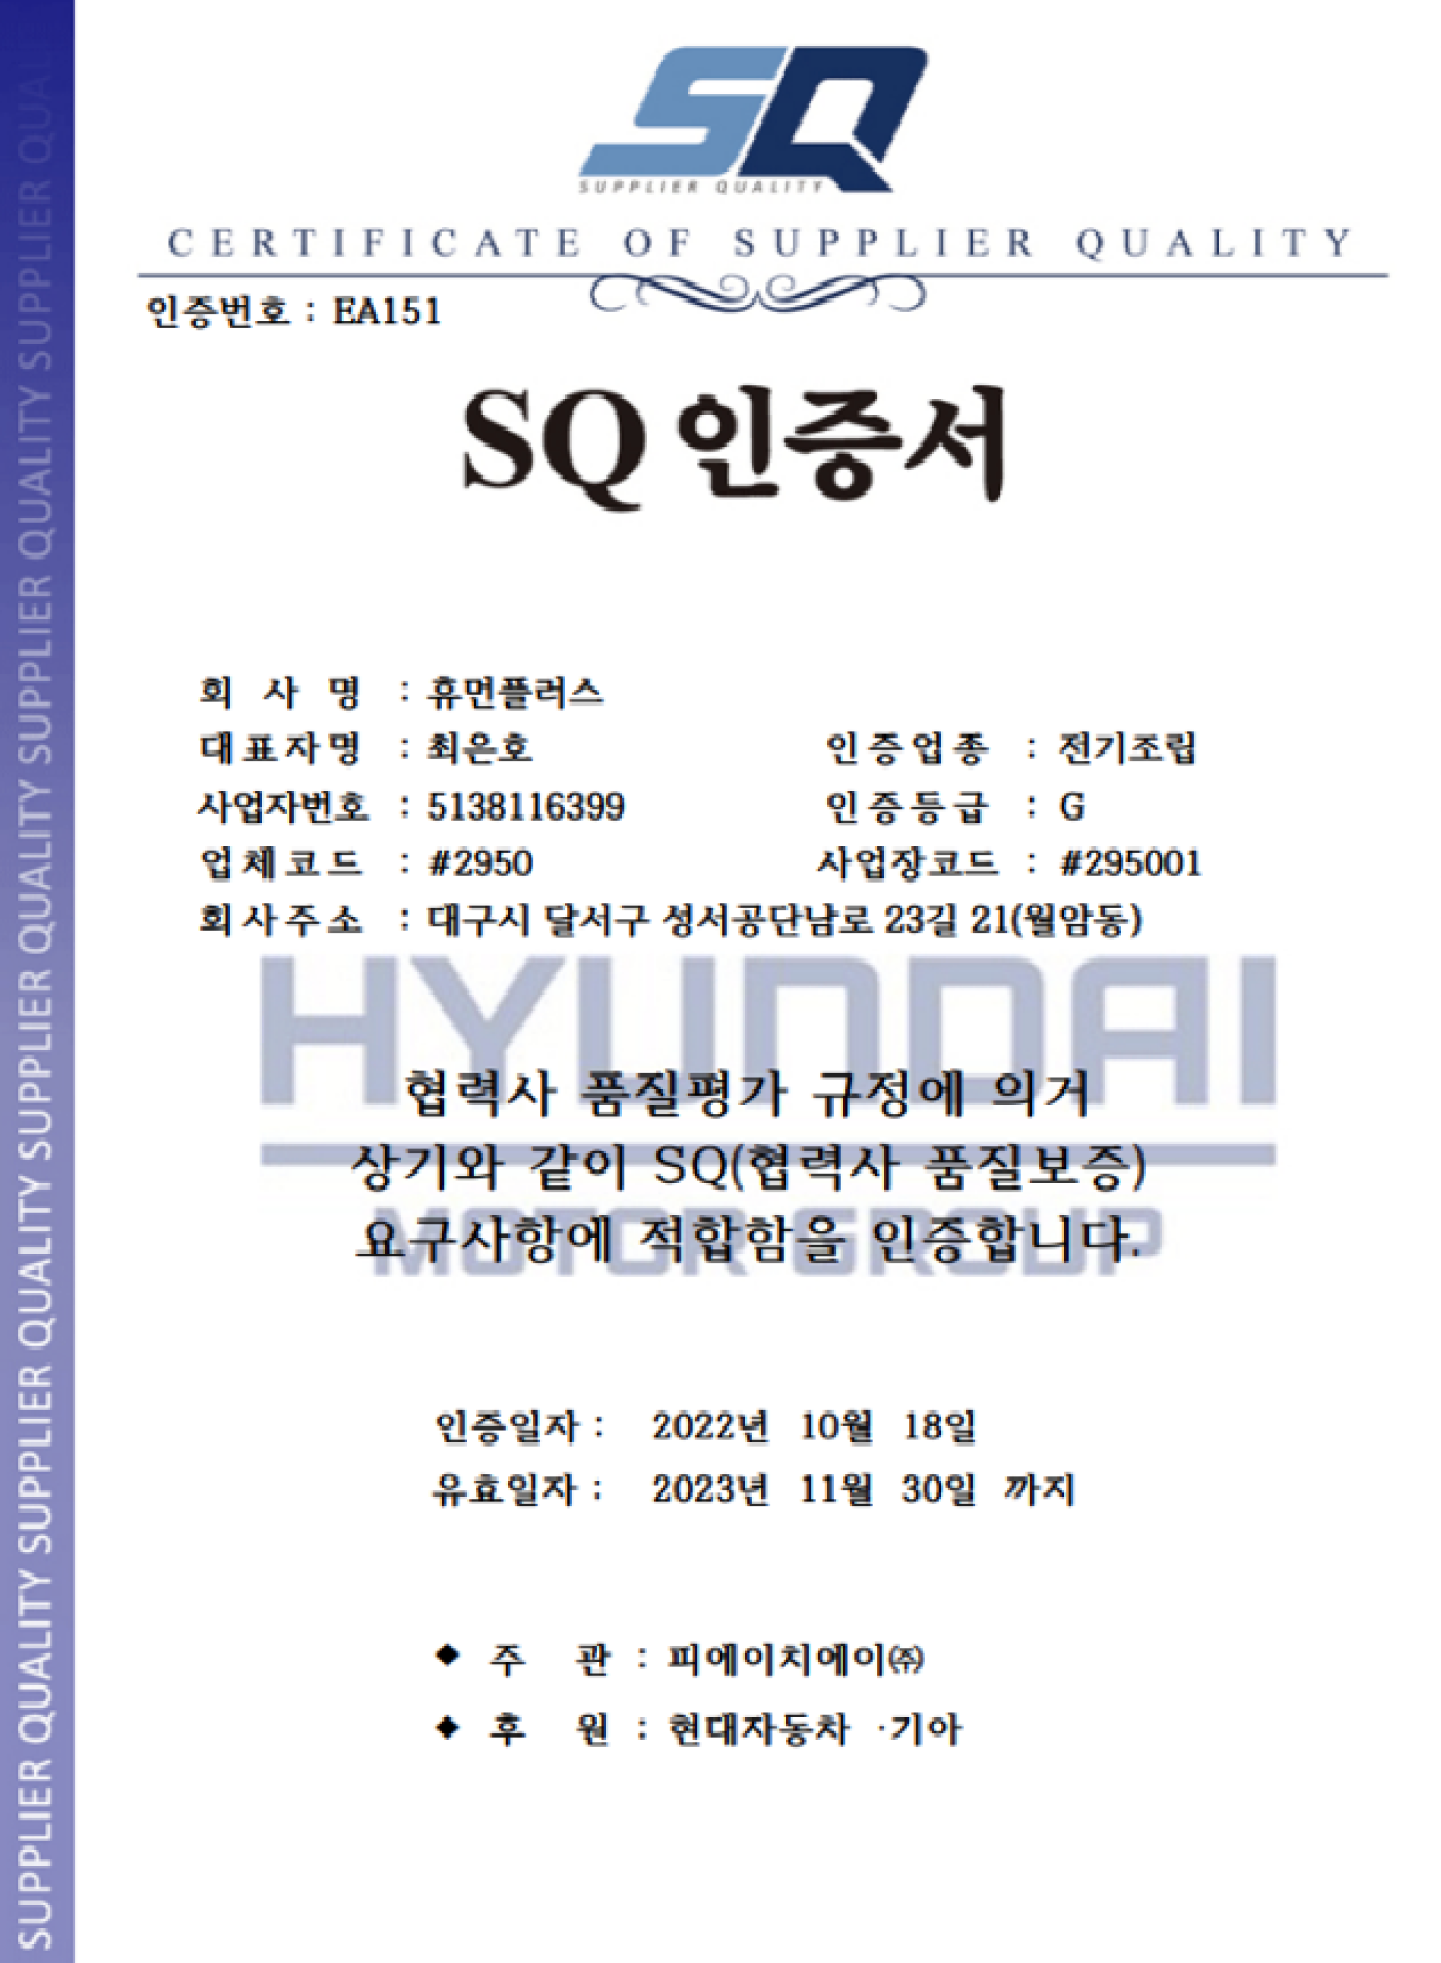 SQ
SUPPLIER QUALITY
CERTIFICATE OF SUPPLIER QUALITY
인증번호 : EA151
SQ 인증서
회 사 명 : 휴먼플러스
대표자명 : 최은호 인증업종 : 전기조립
사업자번호 : 5138116399 인증등급 : G
업체코드 : #2950 사업장코드 : #295001
회사주소 : 대구시 달서구 성서공단남로 23길 21(월암동)
HYUNDAI
MOTOR GROUP
협력사 품질평가 규정에 의거
상기와 같이 SQ(협력사 품질보증)
요구사항에 적합함을 인증합니다.
인증일자 : 2022년 10월 18일
유효일자 : 2023년 11월 30일 까지
◆ 주 관 : 피에이치에이㈜
◆ 후 원 : 현대자동차 ·기아
SUPPLIER QUALITY SUPPLIER QUALITY SUPPLIER QUALITY SUPPLIER QUALITY SUPPLIER QUAL